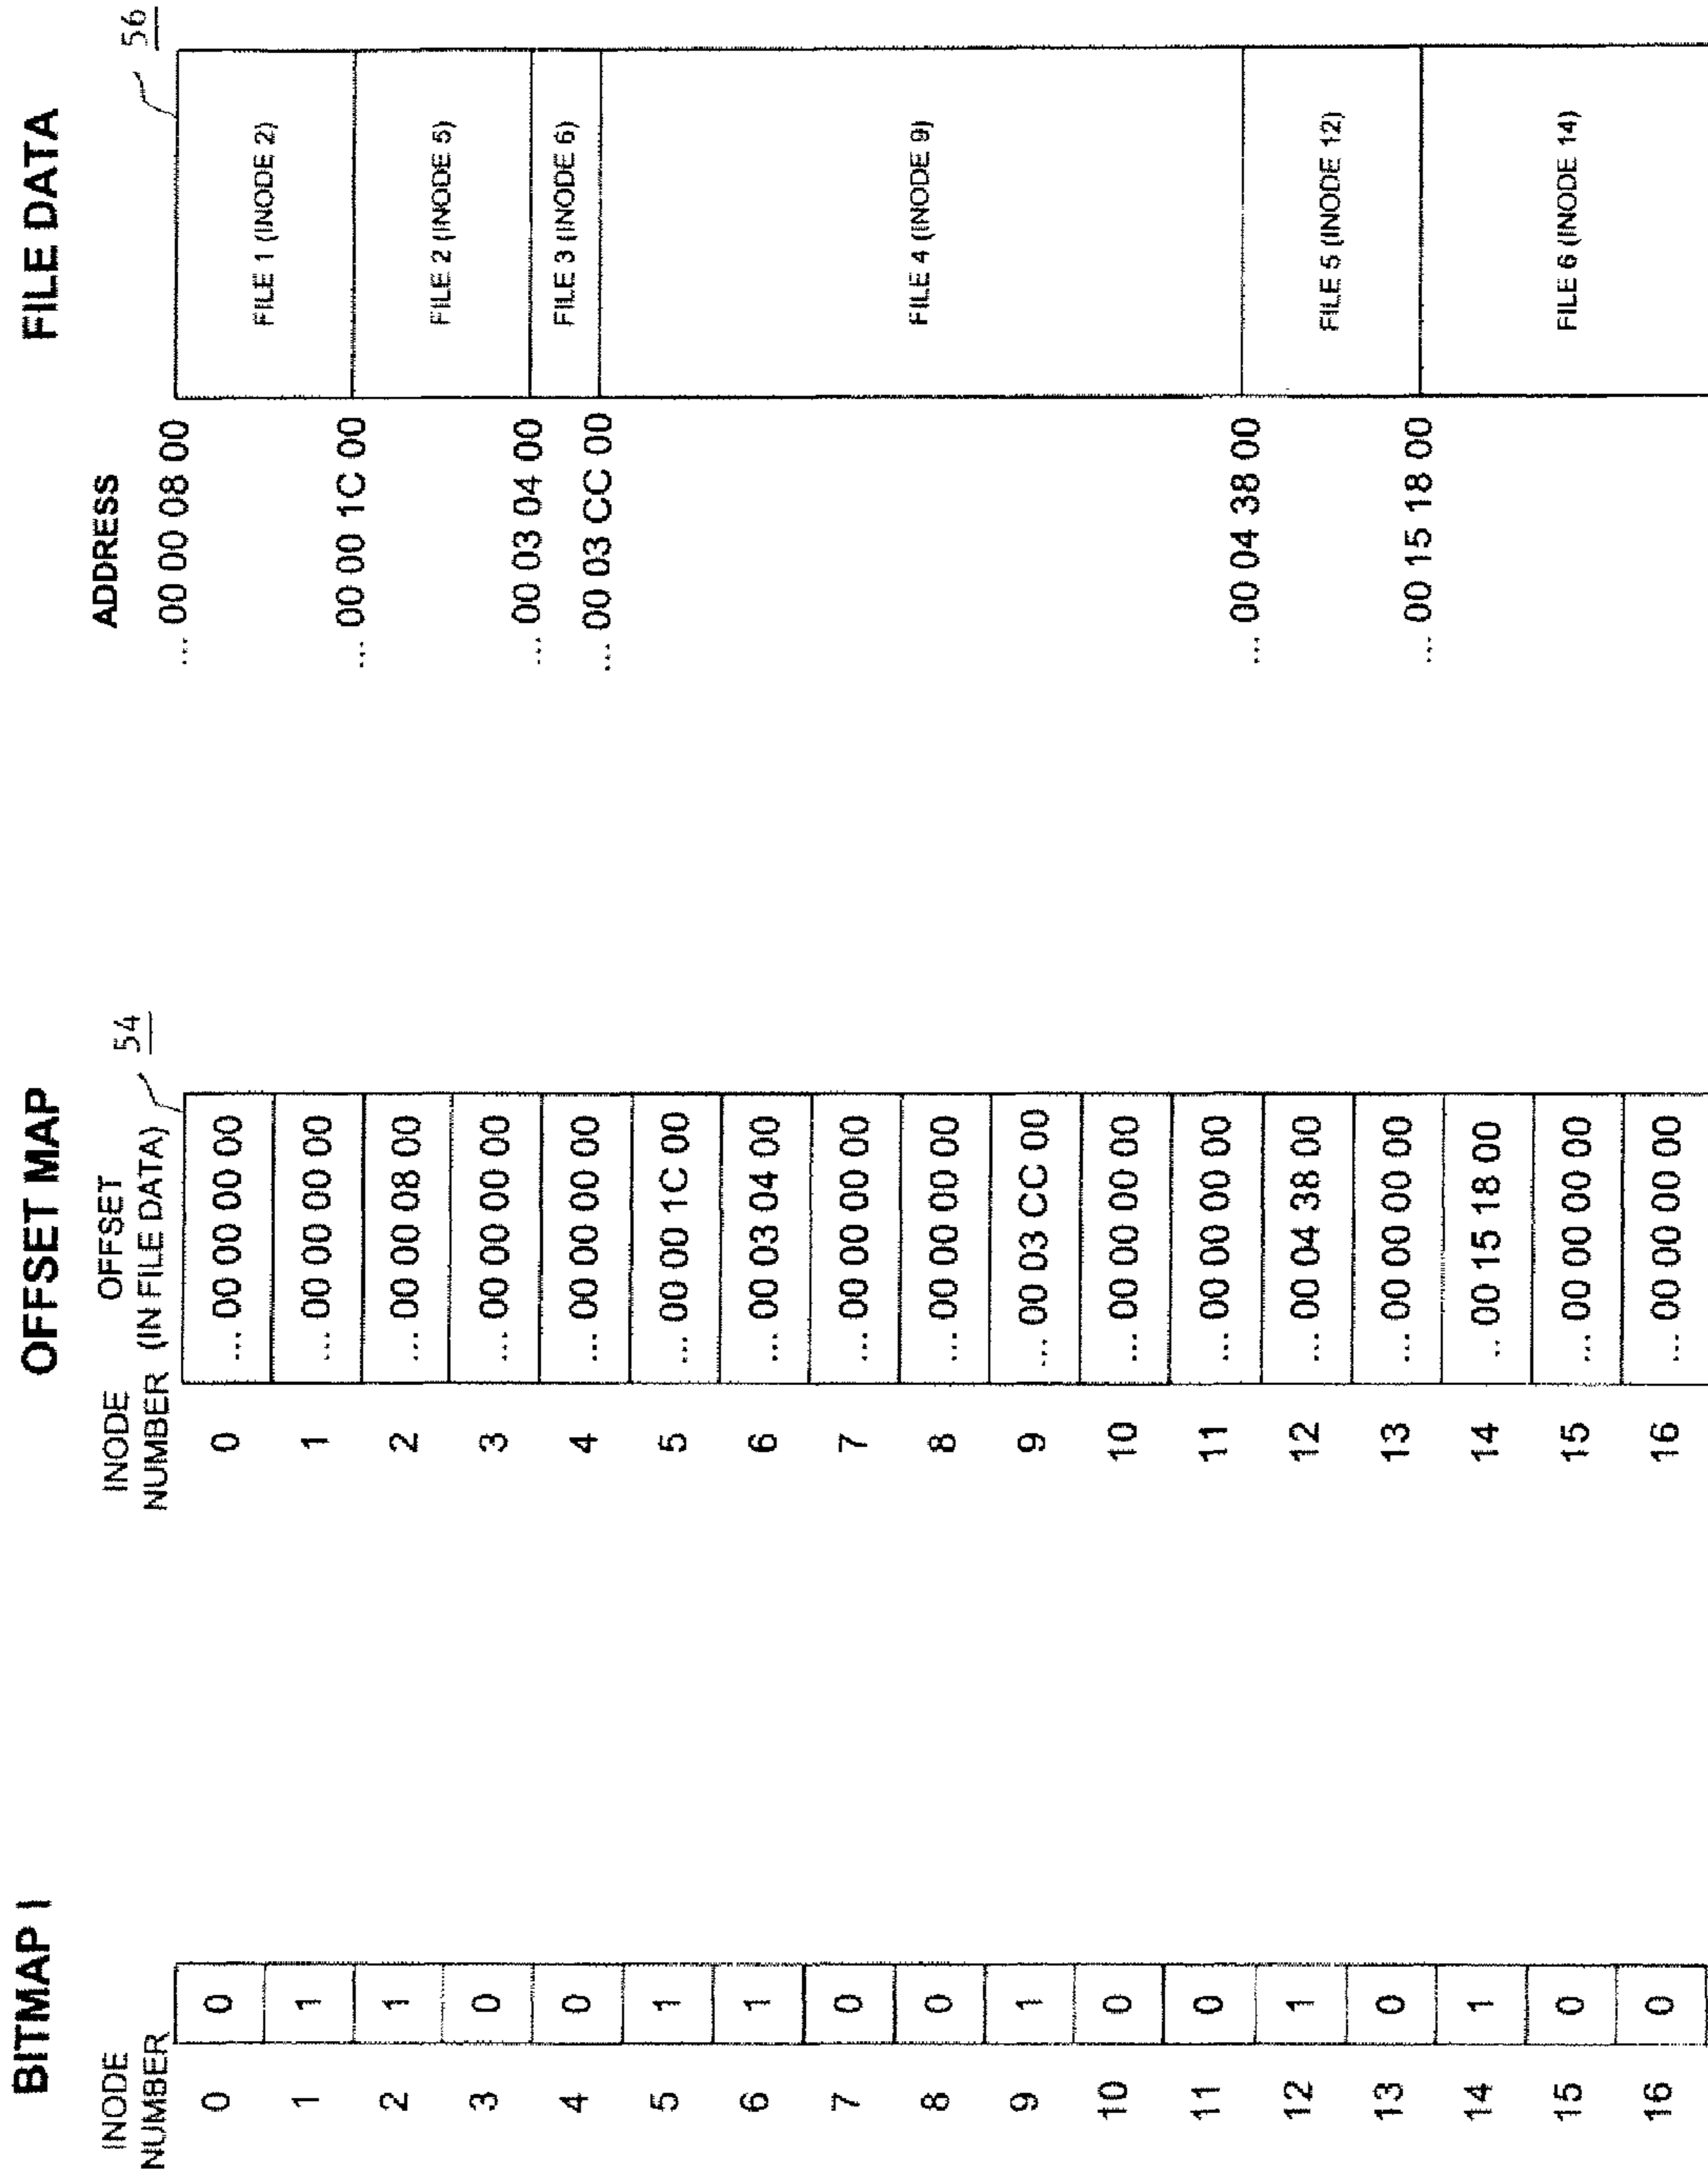 BITMAP I
INODE
NUMBER
0 0
1 1
2 1
3 0
4 0
5 1
6 1
7 0
8 0
9 1
10 0
11 0
12 1
13 0
14 1
15 0
16 0
OFFSET MAP
INODE
NUMBER
OFFSET
(IN FILE DATA)
54
0 ... 00 00 00 00
1 ... 00 00 00 00
2 ... 00 00 08 00
3 ... 00 00 00 00
4 ... 00 00 00 00
5 ... 00 00 1C 00
6 ... 00 03 04 00
7 ... 00 00 00 00
8 ... 00 00 00 00
9 ... 00 03 CC 00
10 ... 00 00 00 00
11 ... 00 00 00 00
12 ... 00 04 38 00
13 ... 00 00 00 00
14 ... 00 15 18 00
15 ... 00 00 00 00
16 ... 00 00 00 00
FILE DATA
ADDRESS
56
... 00 00 08 00
FILE 1 (INODE 2)
... 00 00 1C 00
FILE 2 (INODE 5)
... 00 03 04 00
FILE 3 (INODE 6)
... 00 03 CC 00
FILE 4 (INODE 9)
... 00 04 38 00
FILE 5 (INODE 12)
... 00 15 18 00
FILE 6 (INODE 14)